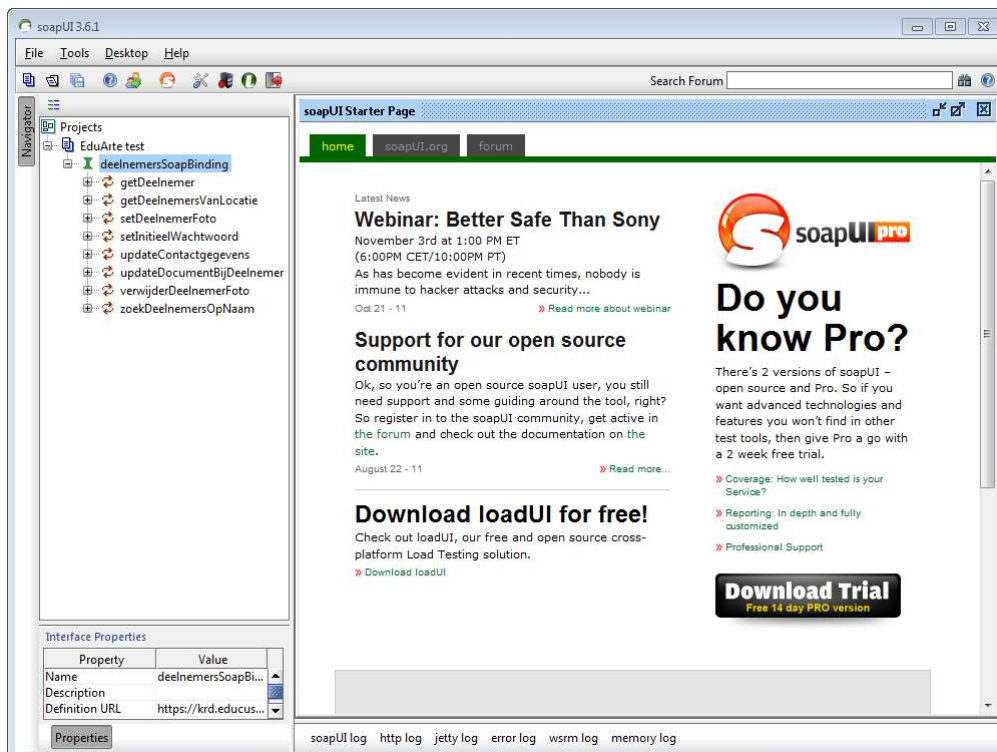 soapUI 3.6.1
File Tools Desktop Help
Search Forum
Navigator
Projects
EduArte test
deelnemersSoapBinding
getDeelnemer
getDeelnemersVanLocatie
setDeelnemerFoto
setInitieelWachtwoord
updateContactgegevens
updateDocumentBijDeelnemer
verwijderDeelnemerFoto
zoekDeelnemersOpNaam
Interface Properties
Property Value
Name deelnemersSoapBi...
Description
Definition URL https://krd.educus...
Properties
soapUI Starter Page
home soapUI.org forum
Latest News
Webinar: Better Safe Than Sony
November 3rd at 1:00 PM ET
(6:00PM CET/10:00PM PT)
As has become evident in recent times, nobody is
immune to hacker attacks and security...
Oct 21 - 11 » Read more about webinar
Support for our open source
community
Ok, so you're an open source soapUI user, you still
need support and some guiding around the tool, right?
So register in to the soapUI community, get active in
the forum and check out the documentation on the
site.
August 22 - 11 » Read more...
Download loadUI for free!
Check out loadUI, our free and open source cross-
platform Load Testing solution.
» Download loadUI
soapUI pro
Do you
know Pro?
There's 2 versions of soapUI –
open source and Pro. So if you
want advanced technologies and
features you won't find in other
test tools, then give Pro a go with
a 2 week free trial.
» Coverage: How well tested is your
Service?
» Reporting: In depth and fully
customized
» Professional Support
Download Trial
Free 14 day PRO version
soapUI log http log jetty log error log wsrm log memory log